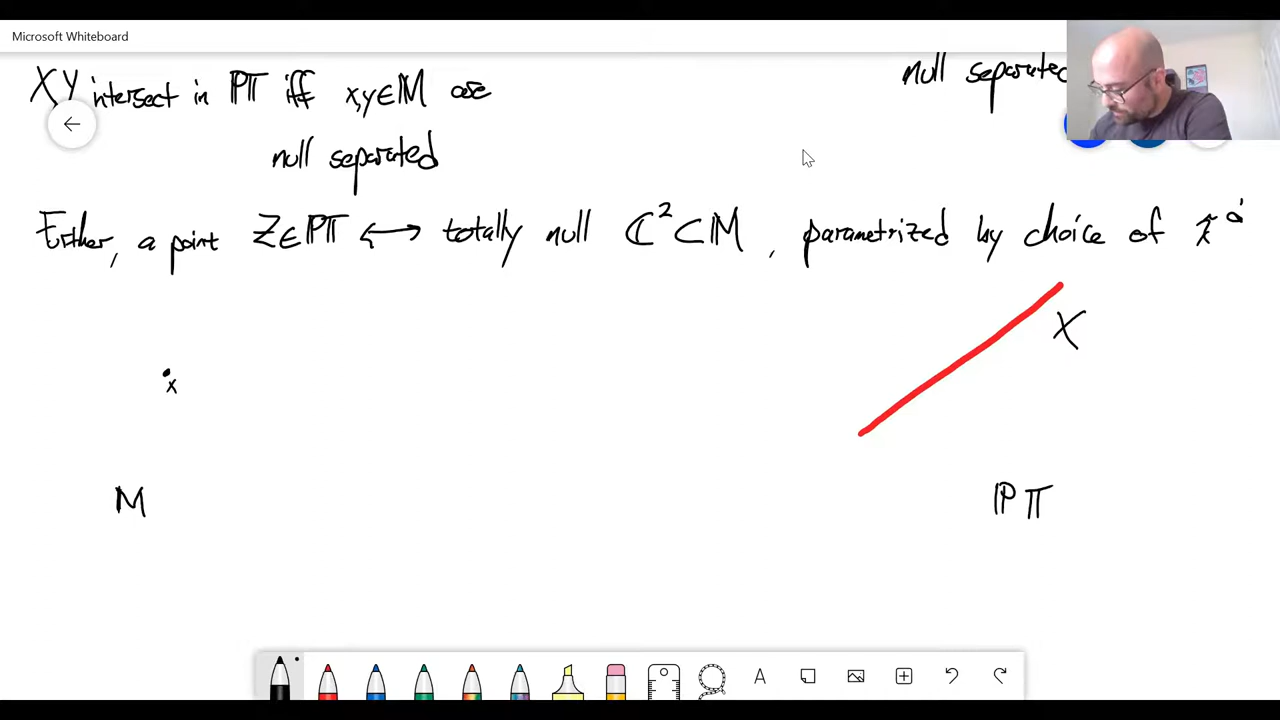 Microsoft Whiteboard
X,Y intersect in ℙ𝕋 iff x,y∈𝕄 are
null separated
null separated
Further, a point Z∈ℙ𝕋 ↔ totally null ℂ²⊂𝕄, parametrized by choice of
X
x
𝕄
ℙ𝕋
A